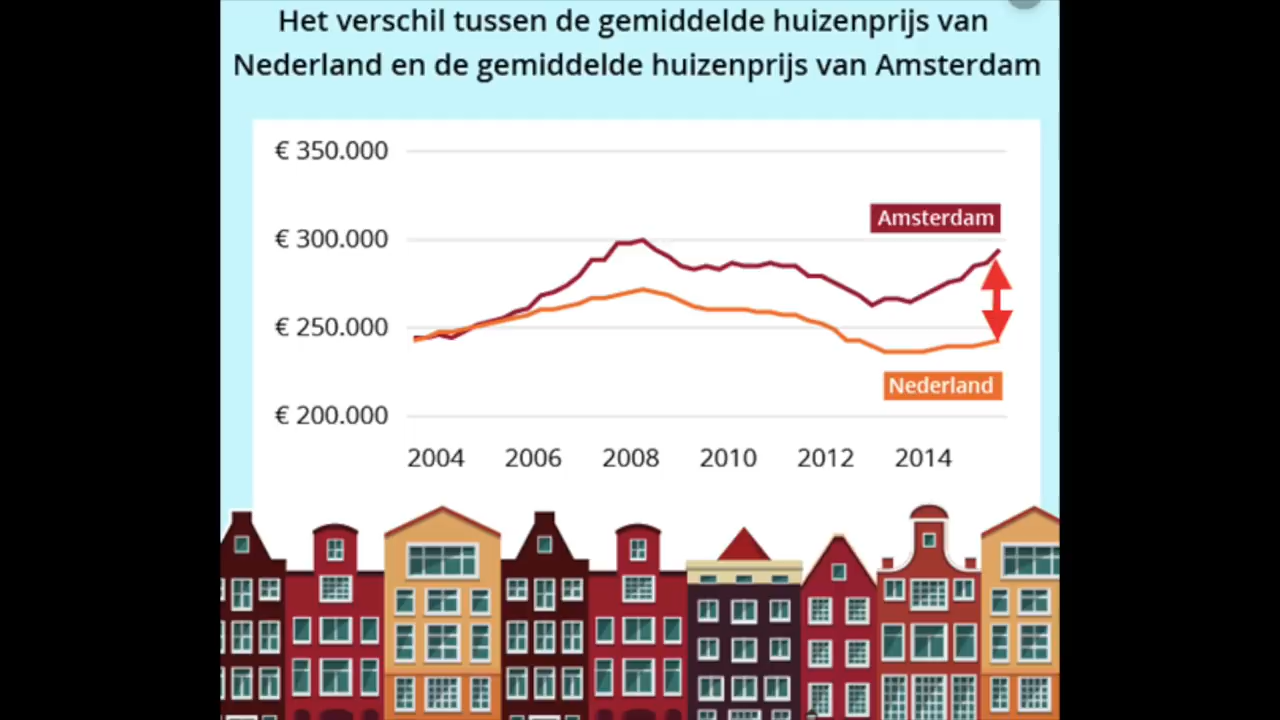 Het verschil tussen de gemiddelde huizenprijs van
Nederland en de gemiddelde huizenprijs van Amsterdam
€ 350.000
Amsterdam
€ 300.000
€ 250.000
Nederland
€ 200.000
2004 2006 2008 2010 2012 2014